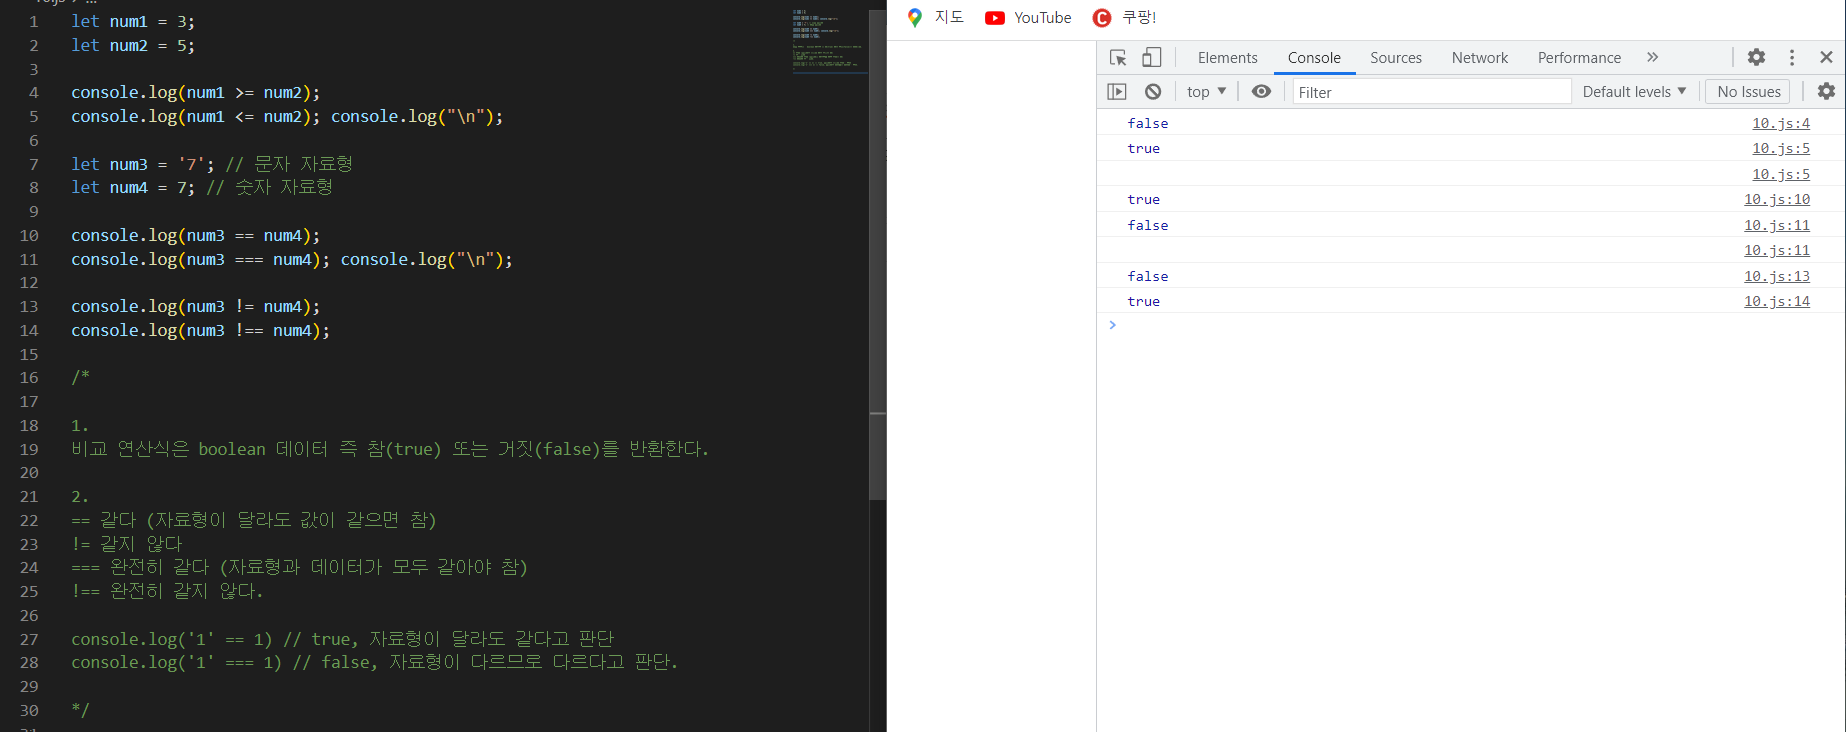 1 let num1 = 3;
2 let num2 = 5;
3
4 console.log(num1 >= num2);
5 console.log(num1 <= num2); console.log("\n");
6
7 let num3 = '7'; // 문자 자료형
8 let num4 = 7; // 숫자 자료형
9
10 console.log(num3 == num4);
11 console.log(num3 === num4); console.log("\n");
12
13 console.log(num3 != num4);
14 console.log(num3 !== num4);
15
16 /*
17
18 1.
19 비교 연산식은 boolean 데이터 즉 참(true) 또는 거짓(false)를 반환한다.
20
21 2.
22 == 같다 (자료형이 달라도 값이 같으면 참)
23 != 같지 않다
24 === 완전히 같다 (자료형과 데이터가 모두 같아야 참)
25 !== 완전히 같지 않다.
26
27 console.log('1' == 1) // true, 자료형이 달라도 같다고 판단
28 console.log('1' === 1) // false, 자료형이 다르므로 다르다고 판단.
29
30 */
지도 YouTube 쿠팡!
Elements Console Sources Network Performance »
top ▼ Filter Default levels ▼ No Issues
false 10.js:4
true 10.js:5
10.js:5
true 10.js:10
false 10.js:11
10.js:11
false 10.js:13
true 10.js:14
>